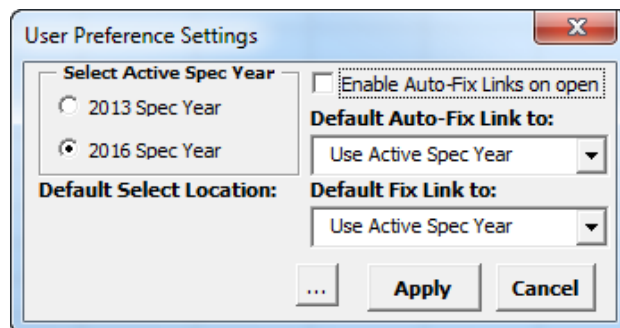 User Preference Settings
X
Select Active Spec Year
Enable Auto-Fix Links on open
2013 Spec Year
Default Auto-Fix Link to:
2016 Spec Year
Use Active Spec Year
Default Select Location:
Default Fix Link to:
Use Active Spec Year
...
Apply
Cancel